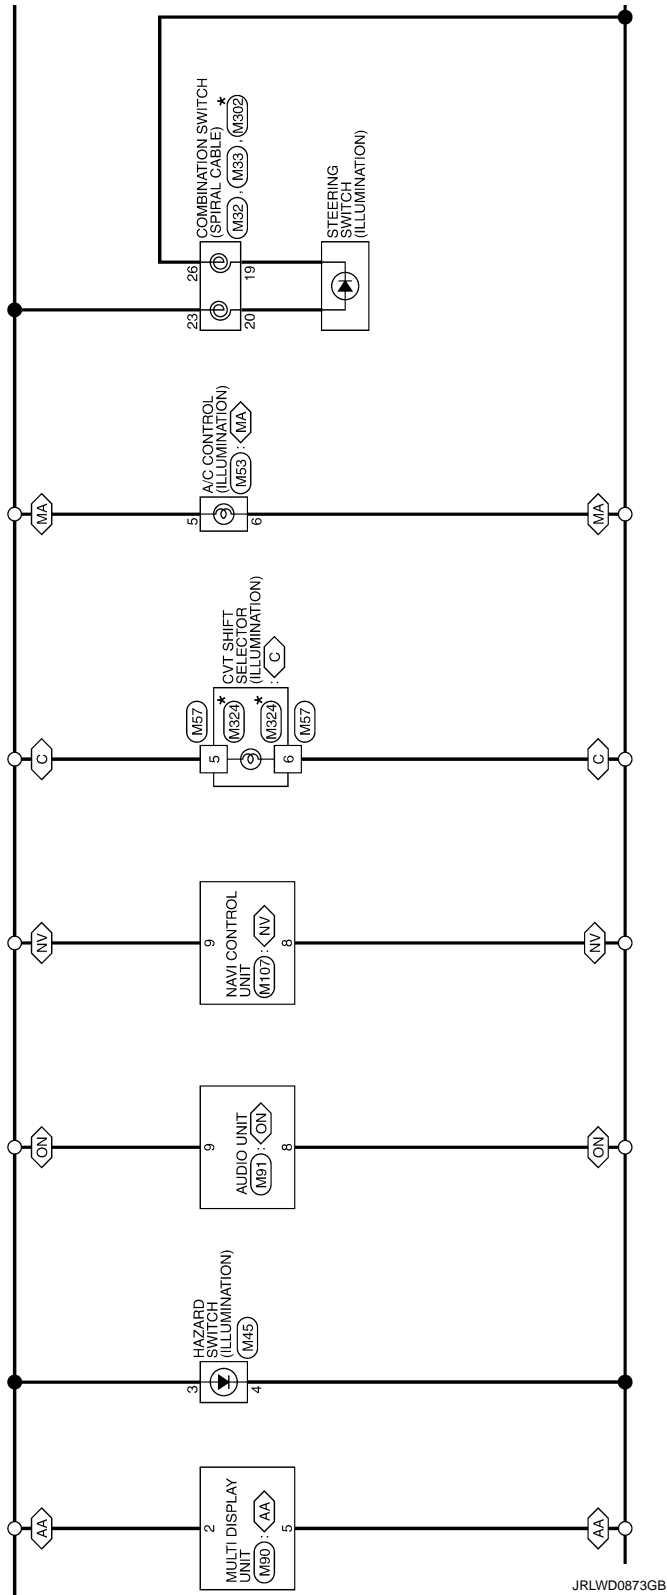 COMBINATION SWITCH
(SPIRAL CABLE) *
M32 , M33 , M302
26
23
19
20
STEERING
SWITCH
(ILLUMINATION)
A/C CONTROL
(ILLUMINATION)
M53 : MA
MA
5
6
MA
CVT SHIFT
SELECTOR
(ILLUMINATION)
: C
M57
M324 *
M324 *
M57
C
5
6
C
NV
9
NAVI CONTROL
UNIT
M107 : NV
8
NV
ON
9
AUDIO UNIT
M91 : ON
8
ON
HAZARD
SWITCH
(ILLUMINATION)
M45
3
4
AA
2
MULTI DISPLAY
UNIT
M90 : AA
5
AA
JRLWD0873GB